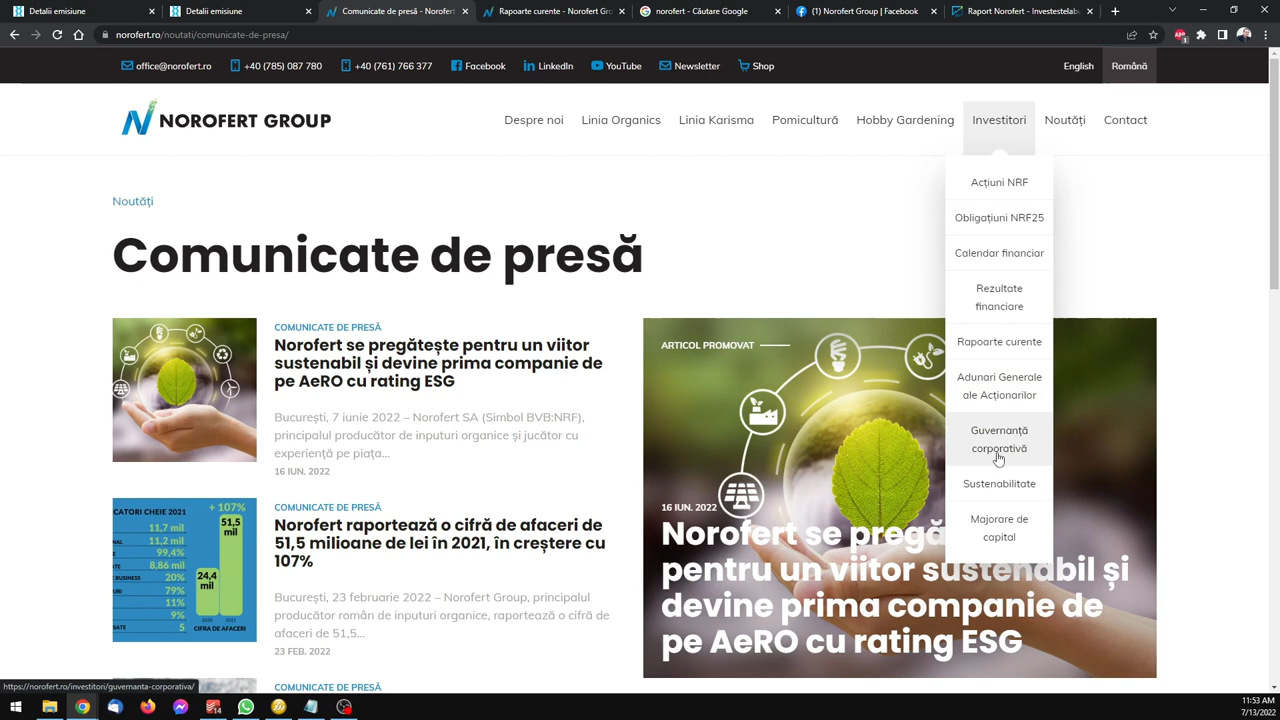 Detalii emisiune
Detalii emisiune
Comunicate de presă - Norofer
Rapoarte curente - Norofert Gro
norofert - Căutare Google
(1) Norofert Group | Facebook
Raport Norofert - Investestelabu
norofert.ro/noutati/comunicate-de-presa/
office@norofert.ro
+40 (785) 087 780
+40 (761) 766 377
Facebook
LinkedIn
YouTube
Newsletter
Shop
English
Română
NOROFERT GROUP
Despre noi
Linia Organics
Linia Karisma
Pomicultură
Hobby Gardening
Investitori
Noutăți
Contact
Acțiuni NRF
Obligațiuni NRF25
Calendar financiar
Rezultate
financiare
Rapoarte curente
Adunari Generale
ale Acționarilor
Guvernanță
corporativă
Sustenabilitate
Majorare de
capital
Noutăți
Comunicate de presă
COMUNICATE DE PRESĂ
Norofert se pregătește pentru un viitor
sustenabil și devine prima companie de
pe AeRO cu rating ESG
București, 7 iunie 2022 – Norofert SA (Simbol BVB:NRF),
principalul producător de inputuri organice și jucător cu
experiență pe piața...
16 IUN. 2022
+ 107%
CATORI CHEIE 2021
11,7 mil
11,2 mil
99,4%
8,86 mil
20%
79%
11%
9%
5
51,5
mil
24,4
mil
2020
2021
CIFRA DE AFACERI
COMUNICATE DE PRESĂ
Norofert raportează o cifră de afaceri de
51,5 milioane de lei în 2021, în creștere cu
107%
București, 23 februarie 2022 – Norofert Group, principalul
producător român de inputuri organice, raportează o cifră de
afaceri de 51,5...
23 FEB. 2022
COMUNICATE DE PRESĂ
ARTICOL PROMOVAT
16 IUN. 2022
Norofert se pregă
pentru un viitor sustenabil și
devine prima companie de
pe AeRO cu rating ESG
https://norofert.ro/investitori/guvernanta-corporativa/
14
11:53 AM
7/13/2022